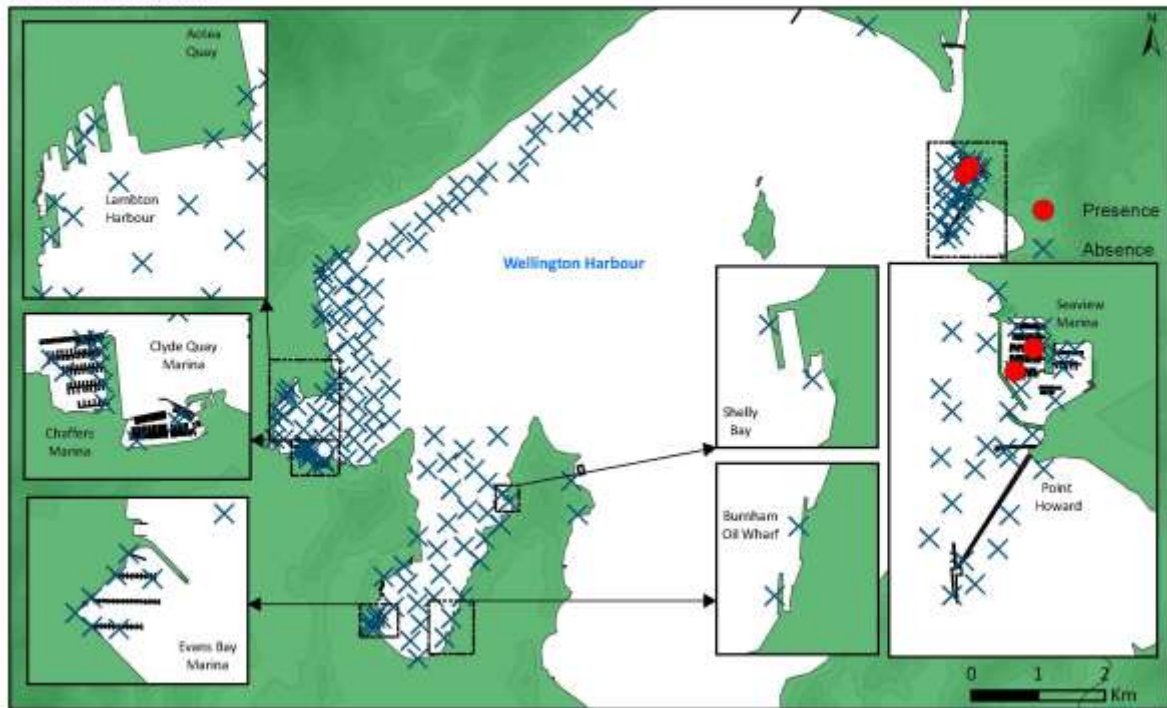 Aotea
Quay
N
Lambton
Harbour
Wellington Harbour
Presence
Absence
Clyde Quay
Marina
Chaffers
Marina
Shelly
Bay
Seaview
Marina
Point
Howard
Burnham
Oil Wharf
Evans Bay
Marina
0 1 2
Km